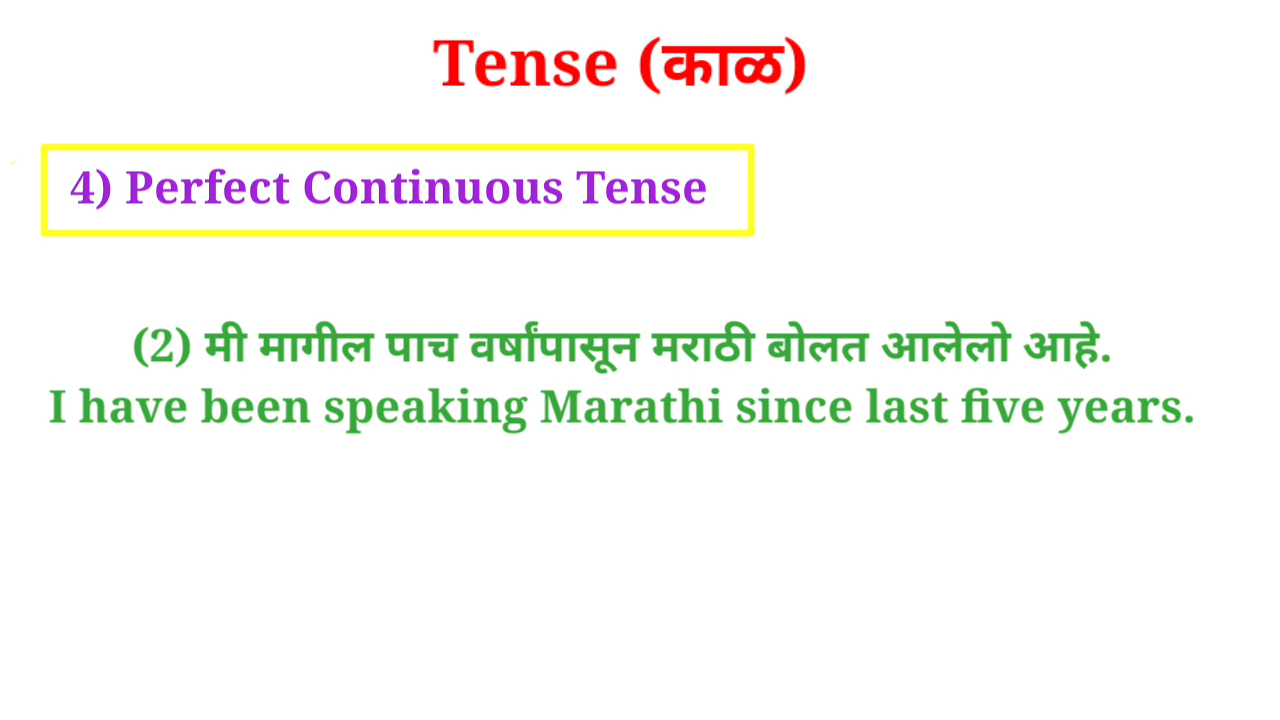 Tense (काळ)
4) Perfect Continuous Tense
(2) मी मागील पाच वर्षांपासून मराठी बोलत आलेलो आहे.
I have been speaking Marathi since last five years.